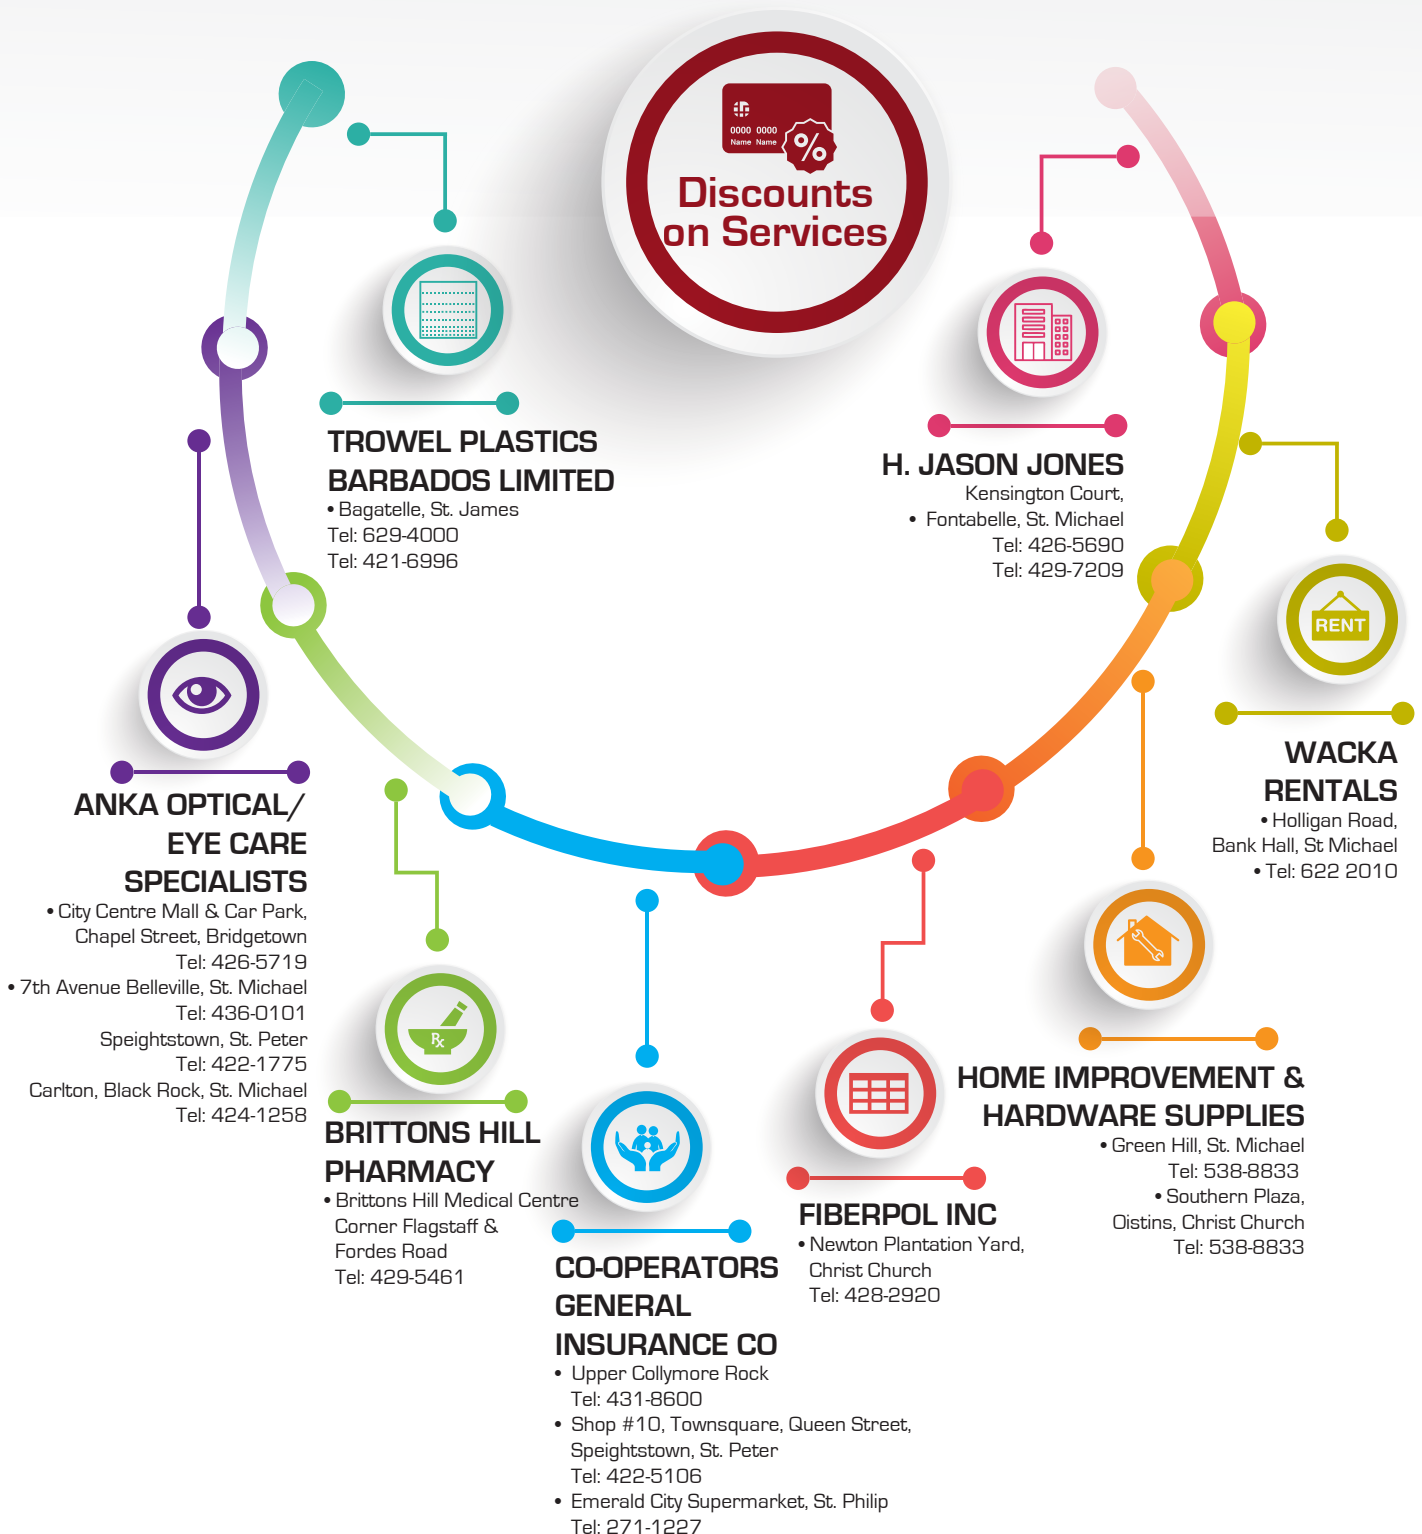 0000 0000
Name Name
%
Discounts
on Services
TROWEL PLASTICS
BARBADOS LIMITED
• Bagatelle, St. James
Tel: 629-4000
Tel: 421-6996
H. JASON JONES
Kensington Court,
• Fontabelle, St. Michael
Tel: 426-5690
Tel: 429-7209
RENT
WACKA
RENTALS
• Holligan Road,
Bank Hall, St Michael
• Tel: 622 2010
ANKA OPTICAL/
EYE CARE
SPECIALISTS
• City Centre Mall & Car Park,
Chapel Street, Bridgetown
Tel: 426-5719
• 7th Avenue Belleville, St. Michael
Tel: 436-0101
Speightstown, St. Peter
Tel: 422-1775
Carlton, Black Rock, St. Michael
Tel: 424-1258
Rx
BRITTONS HILL
PHARMACY
• Brittons Hill Medical Centre
Corner Flagstaff &
Fordes Road
Tel: 429-5461
CO-OPERATORS
GENERAL
INSURANCE CO
• Upper Collymore Rock
Tel: 431-8600
• Shop #10, Townsquare, Queen Street,
Speightstown, St. Peter
Tel: 422-5106
• Emerald City Supermarket, St. Philip
Tel: 271-1227
FIBERPOL INC
• Newton Plantation Yard,
Christ Church
Tel: 428-2920
HOME IMPROVEMENT &
HARDWARE SUPPLIES
• Green Hill, St. Michael
Tel: 538-8833
• Southern Plaza,
Oistins, Christ Church
Tel: 538-8833